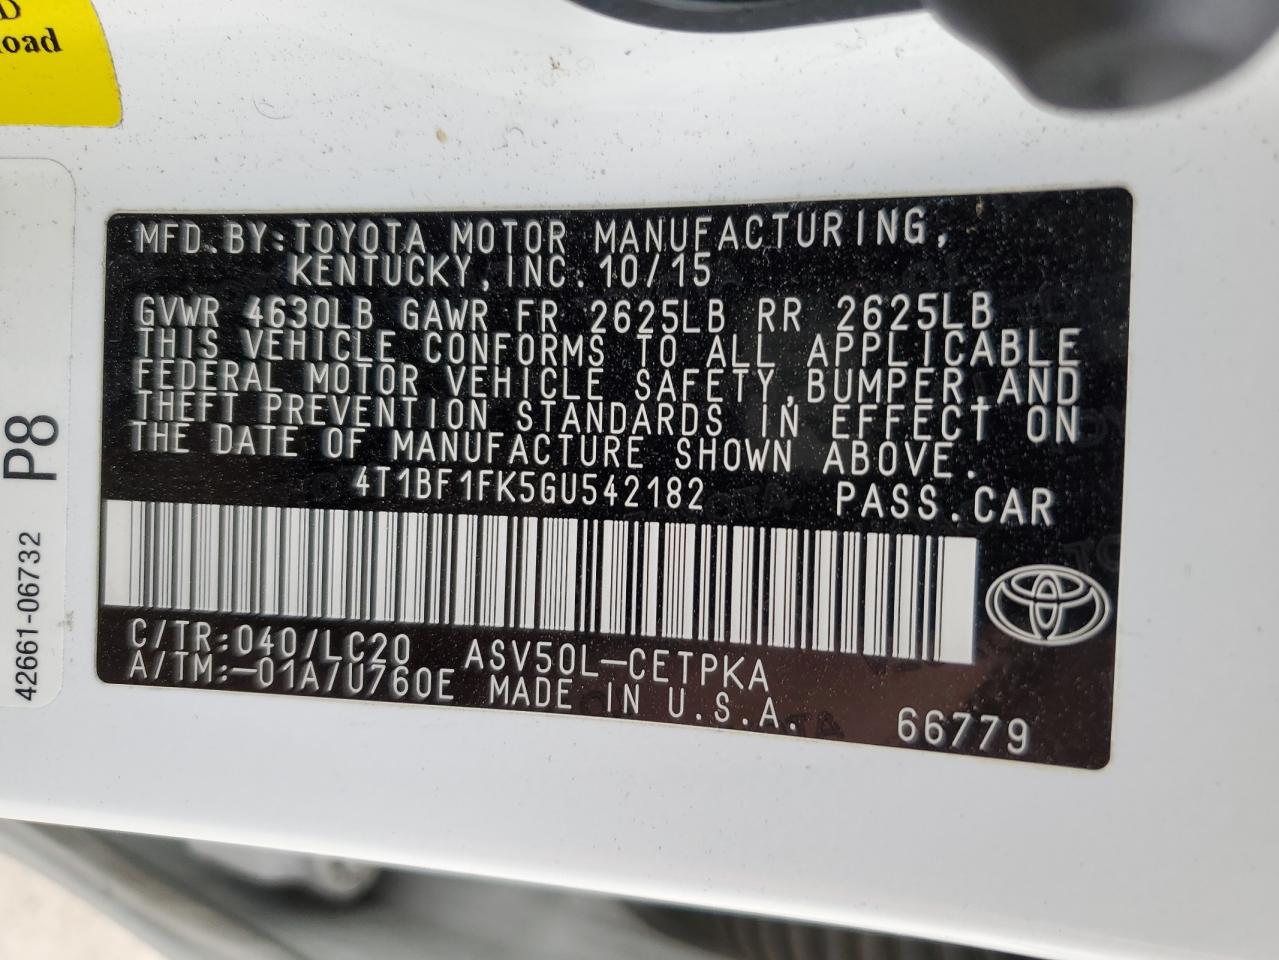 oad
P8
42661-06732
MFD.BY:TOYOTA MOTOR MANUFACTURING,
KENTUCKY,INC.10/15
GVWR 4630LB GAWR FR 2625LB RR 2625LB
THIS VEHICLE CONFORMS TO ALL APPLICABLE
FEDERAL MOTOR VEHICLE SAFETY,BUMPER,AND
THEFT PREVENTION STANDARDS IN EFFECT ON
THE DATE OF MANUFACTURE SHOWN ABOVE.
4T1BF1FK5GU542182 PASS.CAR
C/TR:040/LC20 ASV50L-CETPKA
A/TM:-01A/U760E MADE IN U.S.A.
66779